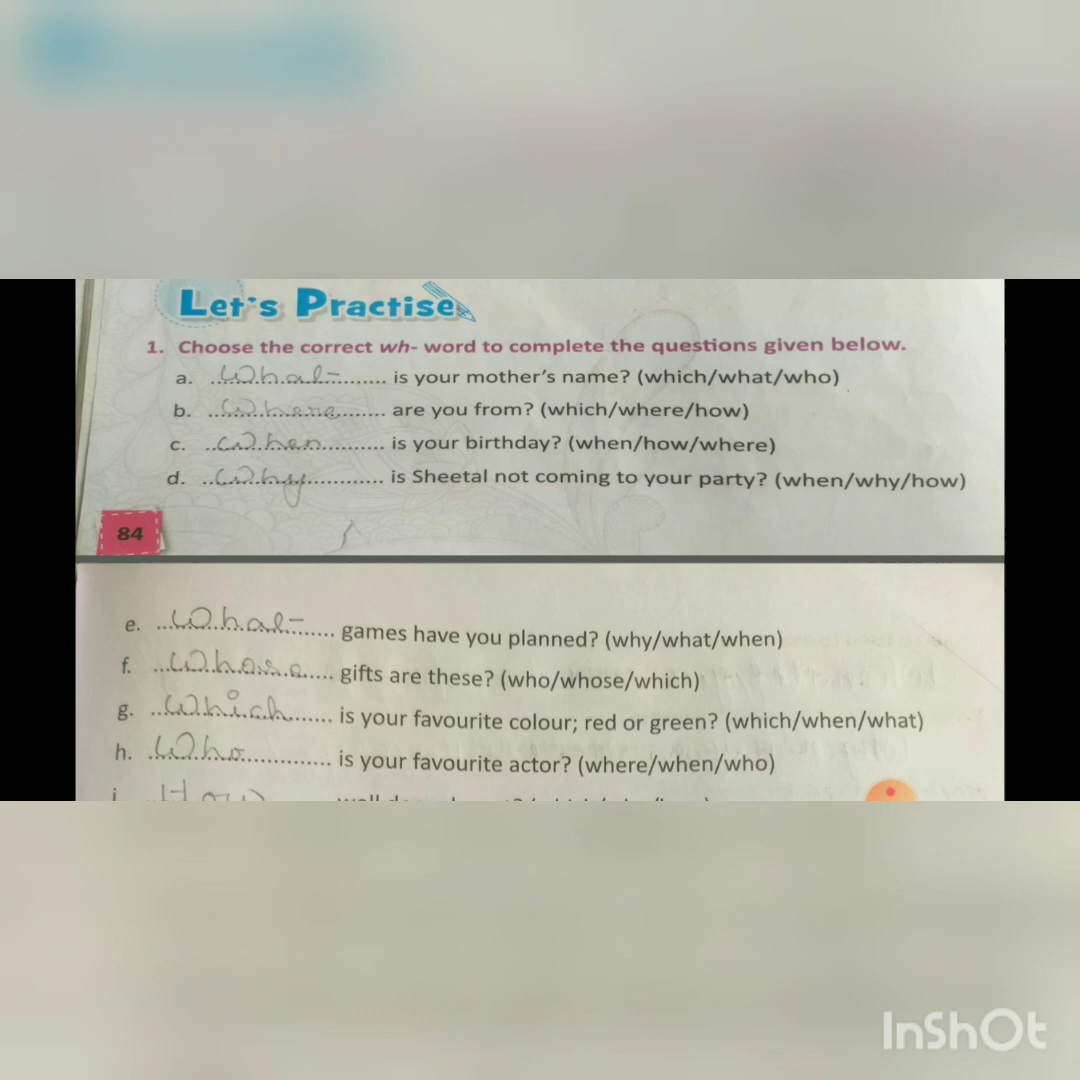 Let's Practise
1. Choose the correct wh- word to complete the questions given below.
a. ..What........ is your mother's name? (which/what/who)
b. ..Where........ are you from? (which/where/how)
c. ..When.......... is your birthday? (when/how/where)
d. ..Why............ is Sheetal not coming to your party? (when/why/how)
84
e. ...What....... games have you planned? (why/what/when)
f. ..Whose..... gifts are these? (who/whose/which)
g. ..Which....... is your favourite colour; red or green? (which/when/what)
h. .Who.............. is your favourite actor? (where/when/who)
i How well
InShOt